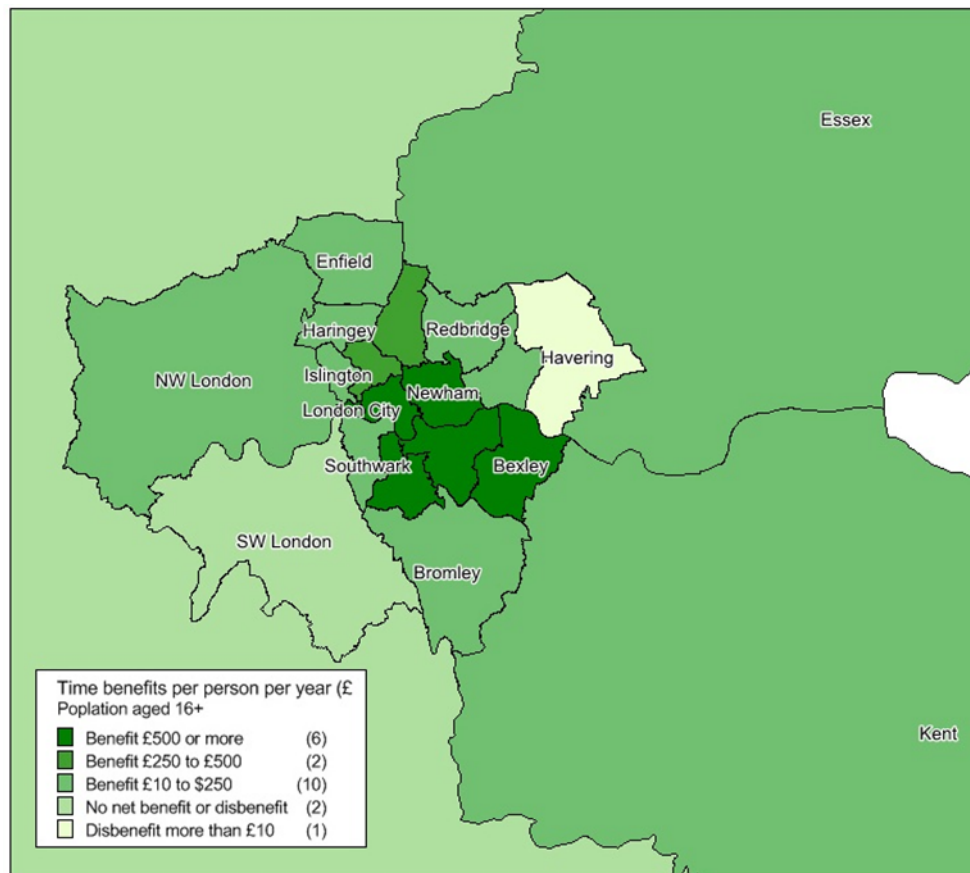 Essex
Enfield
Haringey
Redbridge
Havering
NW London
Islington
Newham
London City
Southwark
Bexley
SW London
Bromley
Kent
Time benefits per person per year (£
Poplation aged 16+
Benefit £500 or more (6)
Benefit £250 to £500 (2)
Benefit £10 to $250 (10)
No net benefit or disbenefit (2)
Disbenefit more than £10 (1)